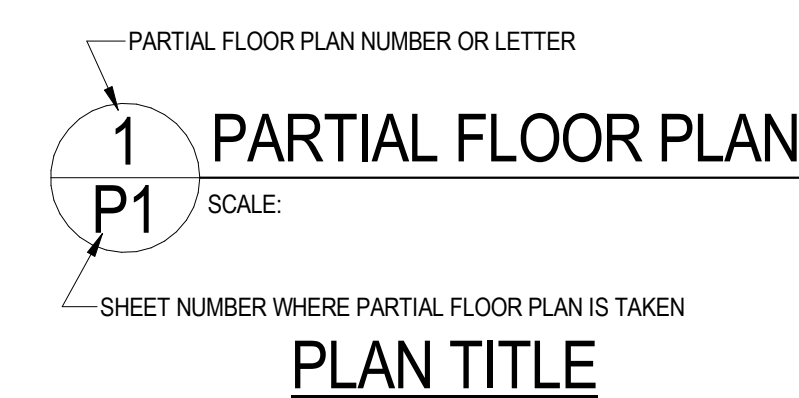 PARTIAL FLOOR PLAN NUMBER OR LETTER
1
PARTIAL FLOOR PLAN
P1
SCALE:
SHEET NUMBER WHERE PARTIAL FLOOR PLAN IS TAKEN
PLAN TITLE